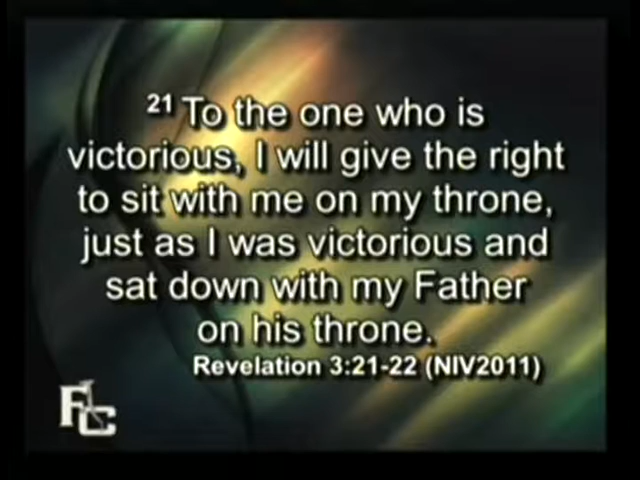 21 To the one who is
victorious, I will give the right
to sit with me on my throne,
just as I was victorious and
sat down with my Father
on his throne.
Revelation 3:21-22 (NIV2011)
FLC